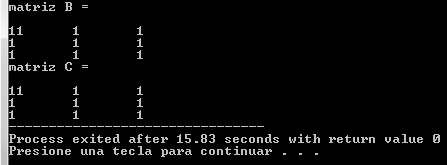 matriz B =
11 1 1
1 1 1
1 1 1
matriz C =
11 1 1
1 1 1
1 1 1
--------------------------------
Process exited after 15.83 seconds with return value 0
Presione una tecla para continuar . . .